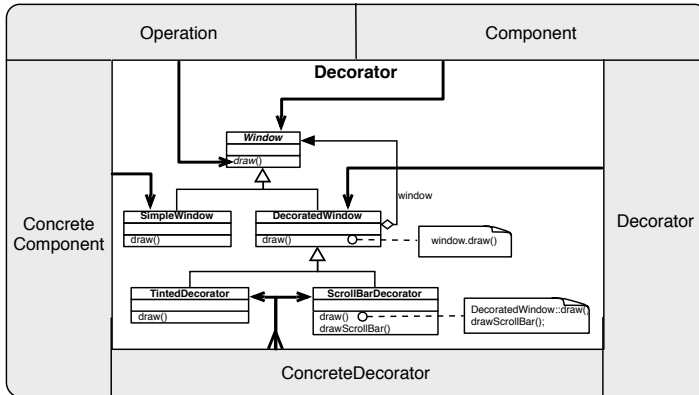 Operation
Component
Decorator
Window
draw()
window
Concrete
Component
SimpleWindow
draw()
DecoratedWindow
draw()
window.draw()
Decorator
TintedDecorator
draw()
ScrollBarDecorator
draw()
drawScrollBar()
DecoratedWindow::draw()
drawScrollBar();
ConcreteDecorator